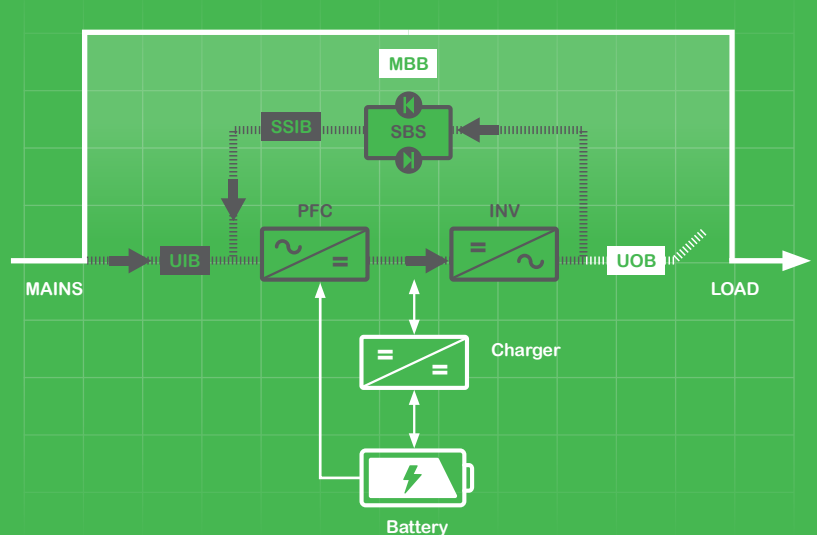 MBB
SSIB
SBS
PFC
INV
UIB
UOB
MAINS
LOAD
Charger
Battery